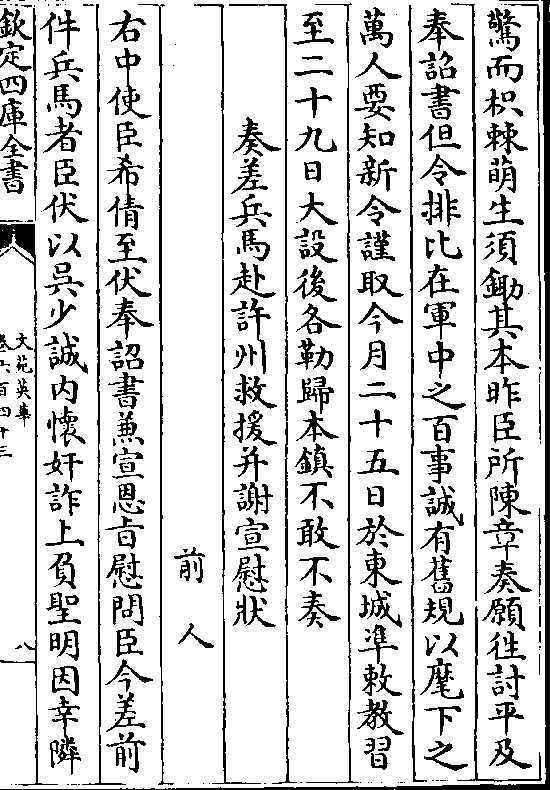 驚而枳棘萌生須鋤其本昨臣所陳章奏願徃討平及
奉詔書但令排比在軍中之百事誠有舊規以麾下之
萬人要知新令謹取今月二十五日於東城凖敕教習
至二十九日大設後各勒歸本鎮不敢不奏
奏差兵馬赴許州救援并謝宣慰狀
前人
右中使臣希倩至伏奉詔書兼宣恩㫖慰問臣今差前
件兵馬者臣伏以吳少誠内懷奸詐上負聖明因幸隣
欽定四庫全書
文苑英華
卷六百四十三
八